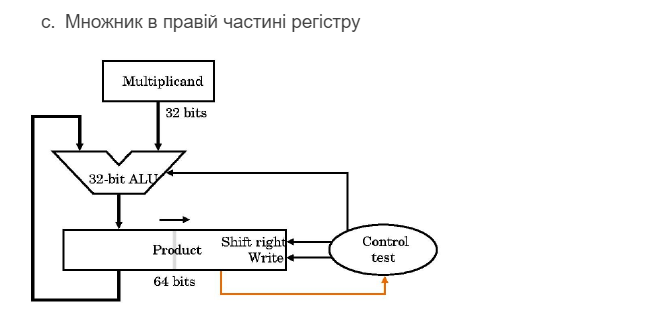 c. Множник в правій частині регістру
Multiplicand
32 bits
32-bit ALU
Product
Shift right
Write
Control
test
64 bits